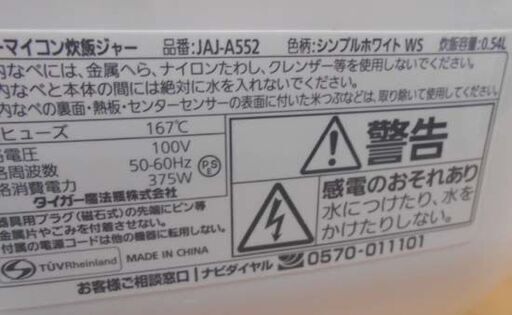 ーマイコン炊飯ジャー 品番:JAJ-A552 色柄:シンプルホワイト WS 炊飯容量:0.54L
内なべには、金属へら、ナイロンたわし、クレンザー等を使用しないでください。
内なべと本体の間には絶対に水を入れないでください。
内なべの裏面・熱板・センターセンサーの表面に付いた米つぶなどは、取り除いて使用してください。
ヒューズ 167℃
電圧 100V
格周波数 50-60Hz
格消費電力 375W
PS E
タイガー魔法瓶株式会社
器具用プラグ(磁石式)の先端にピン等
金属片やごみを付着させない。
付属の電源コードは他の機器に転用しない。
警告
感電のおそれあり
水につけたり、水を
かけたりしない。
TÜVRheinland MADE IN CHINA
お客様ご相談窓口 ナビダイヤル 0570-011101